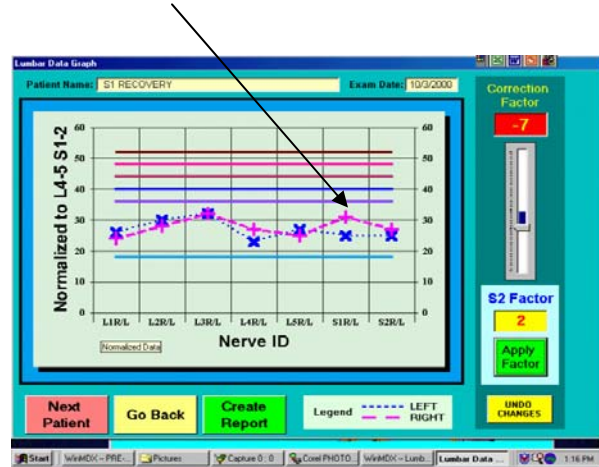 Lumbar Data Graph
Patient Name: S1 RECOVERY
Exam Date: 10/3/2000
Correction Factor
-7
Normalized to L4-5 S1-2
60
50
40
30
20
10
0
60
50
40
30
20
10
0
L1R/L L2R/L L3R/L L4R/L L5R/L S1R/L S2R/L
Normalized Data
Nerve ID
S2 Factor
2
Apply Factor
Next Patient
Go Back
Create Report
Legend
LEFT
RIGHT
UNDO CHANGES
Start
WinMDX - PRE-...
Pictures
Capture 0 : 0
Corel PHOTO...
WinMDX - Lumb...
Lumbar Data ...
1:16 PM